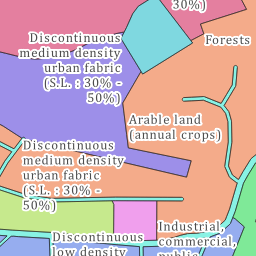 30%)
Discontinuous
medium density
urban fabric
(S.L. : 30% -
50%)
Forests
Arable land
(annual crops)
Discontinuous
medium density
urban fabric
(S.L. : 30% -
50%)
Industrial,
commercial,
public
Discontinuous
low density